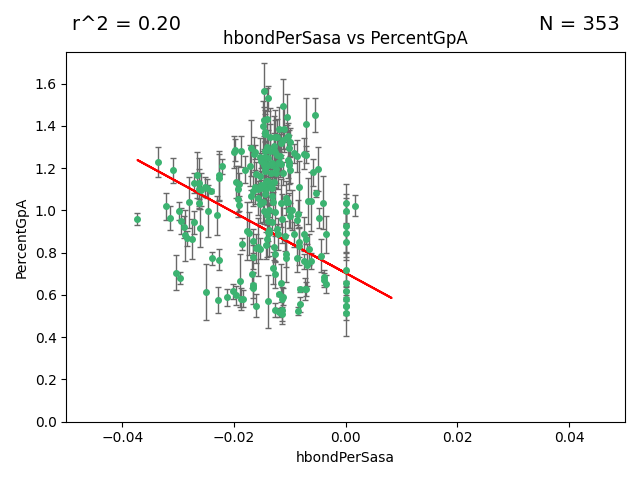 r^2 = 0.20
N = 353
hbondPerSasa vs PercentGpA
PercentGpA
1.6
1.4
1.2
1.0
0.8
0.6
0.4
0.2
0.0
−0.04
−0.02
0.00
0.02
0.04
hbondPerSasa